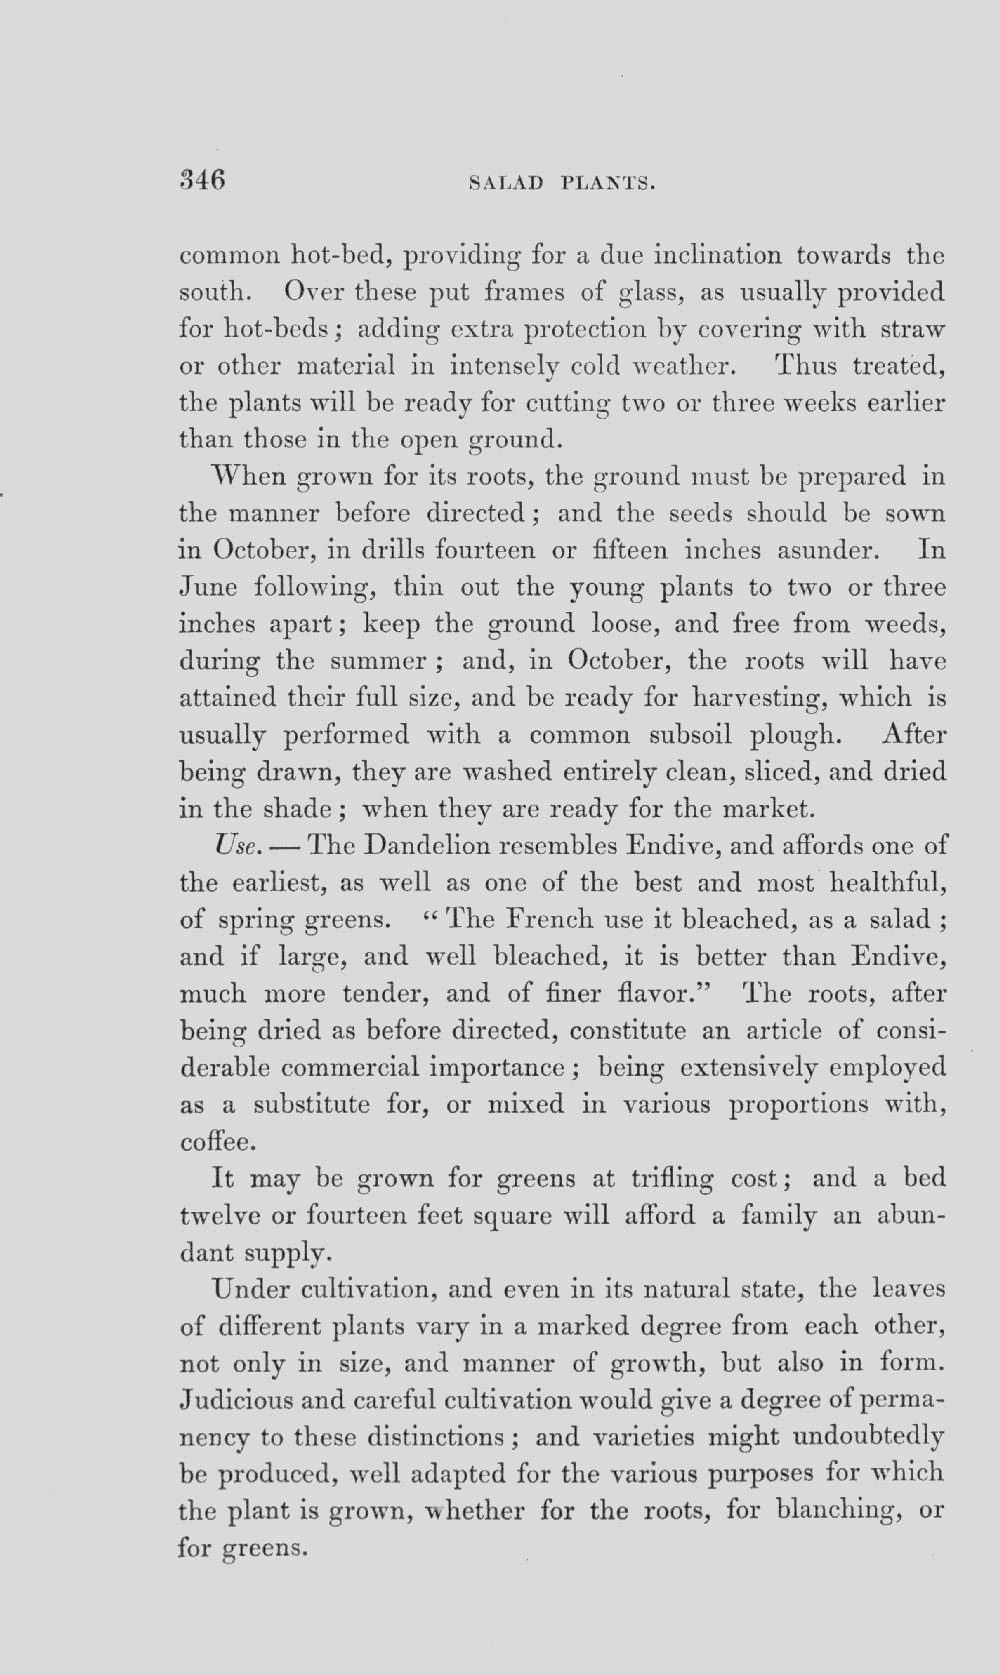 346 SALAD PLANTS.
common hot-bed, providing for a due inclination towards the
south. Over these put frames of glass, as usually provided
for hot-beds; adding extra protection by covering with straw
or other material in intensely cold weather. Thus treated,
the plants will be ready for cutting two or three weeks earlier
than those in the open ground.
When grown for its roots, the ground must be prepared in
the manner before directed; and the seeds should be sown
in October, in drills fourteen or fifteen inches asunder. In
June following, thin out the young plants to two or three
inches apart; keep the ground loose, and free from weeds,
during the summer; and, in October, the roots will have
attained their full size, and be ready for harvesting, which is
usually performed with a common subsoil plough. After
being drawn, they are washed entirely clean, sliced, and dried
in the shade; when they are ready for the market.
Use. — The Dandelion resembles Endive, and affords one of
the earliest, as well as one of the best and most healthful,
of spring greens. “The French use it bleached, as a salad;
and if large, and well bleached, it is better than Endive,
much more tender, and of finer flavor.” The roots, after
being dried as before directed, constitute an article of consi-
derable commercial importance; being extensively employed
as a substitute for, or mixed in various proportions with,
coffee.
It may be grown for greens at trifling cost; and a bed
twelve or fourteen feet square will afford a family an abun-
dant supply.
Under cultivation, and even in its natural state, the leaves
of different plants vary in a marked degree from each other,
not only in size, and manner of growth, but also in form.
Judicious and careful cultivation would give a degree of perma-
nency to these distinctions; and varieties might undoubtedly
be produced, well adapted for the various purposes for which
the plant is grown, whether for the roots, for blanching, or
for greens.